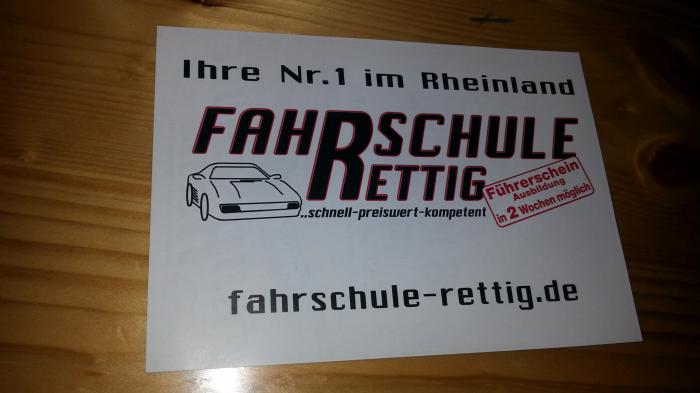 Ihre Nr.1 im Rheinland
FAHRSCHULE
RETTIG
..schnell-preiswert-kompetent
Führerschein
Ausbildung
in 2 Wochen möglich
fahrschule-rettig.de